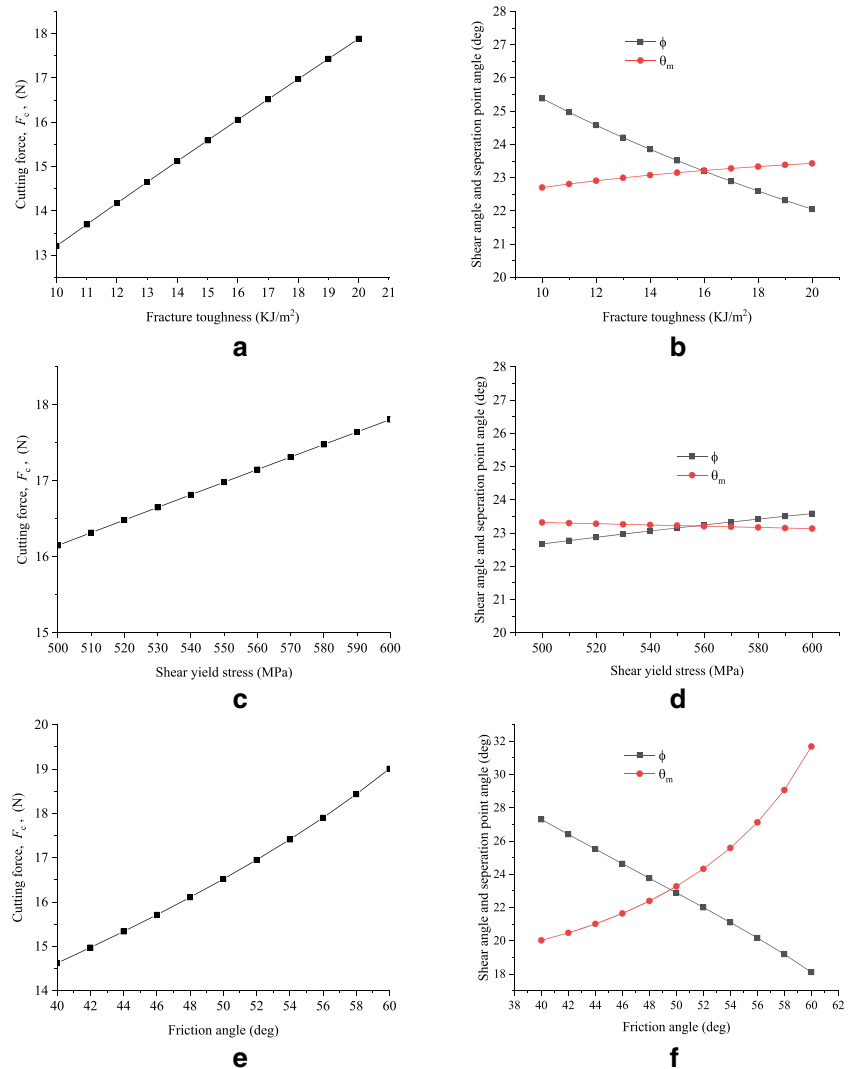 18
17
16
15
14
13
10 11 12 13 14 15 16 17 18 19 20 21
Cutting force, F_c, (N)
Fracture toughness (KJ/m²)
a
28
27
26
25
24
23
22
21
20
10 12 14 16 18 20
Shear angle and seperation point angle (deg)
ϕ
θ_m
Fracture toughness (KJ/m²)
b
18
17
16
15
500 510 520 530 540 550 560 570 580 590 600
Cutting force, F_c, (N)
Shear yield stress (MPa)
c
28
27
26
25
24
23
22
21
20
500 520 540 560 580 600
Shear angle and seperation point angle (deg)
ϕ
θ_m
Shear yield stress (MPa)
d
20
19
18
17
16
15
14
40 42 44 46 48 50 52 54 56 58 60
Cutting force, F_c, (N)
Friction angle (deg)
e
32
30
28
26
24
22
20
18
38 40 42 44 46 48 50 52 54 56 58 60 62
Shear angle and seperation point angle (deg)
ϕ
θ_m
Friction angle (deg)
f